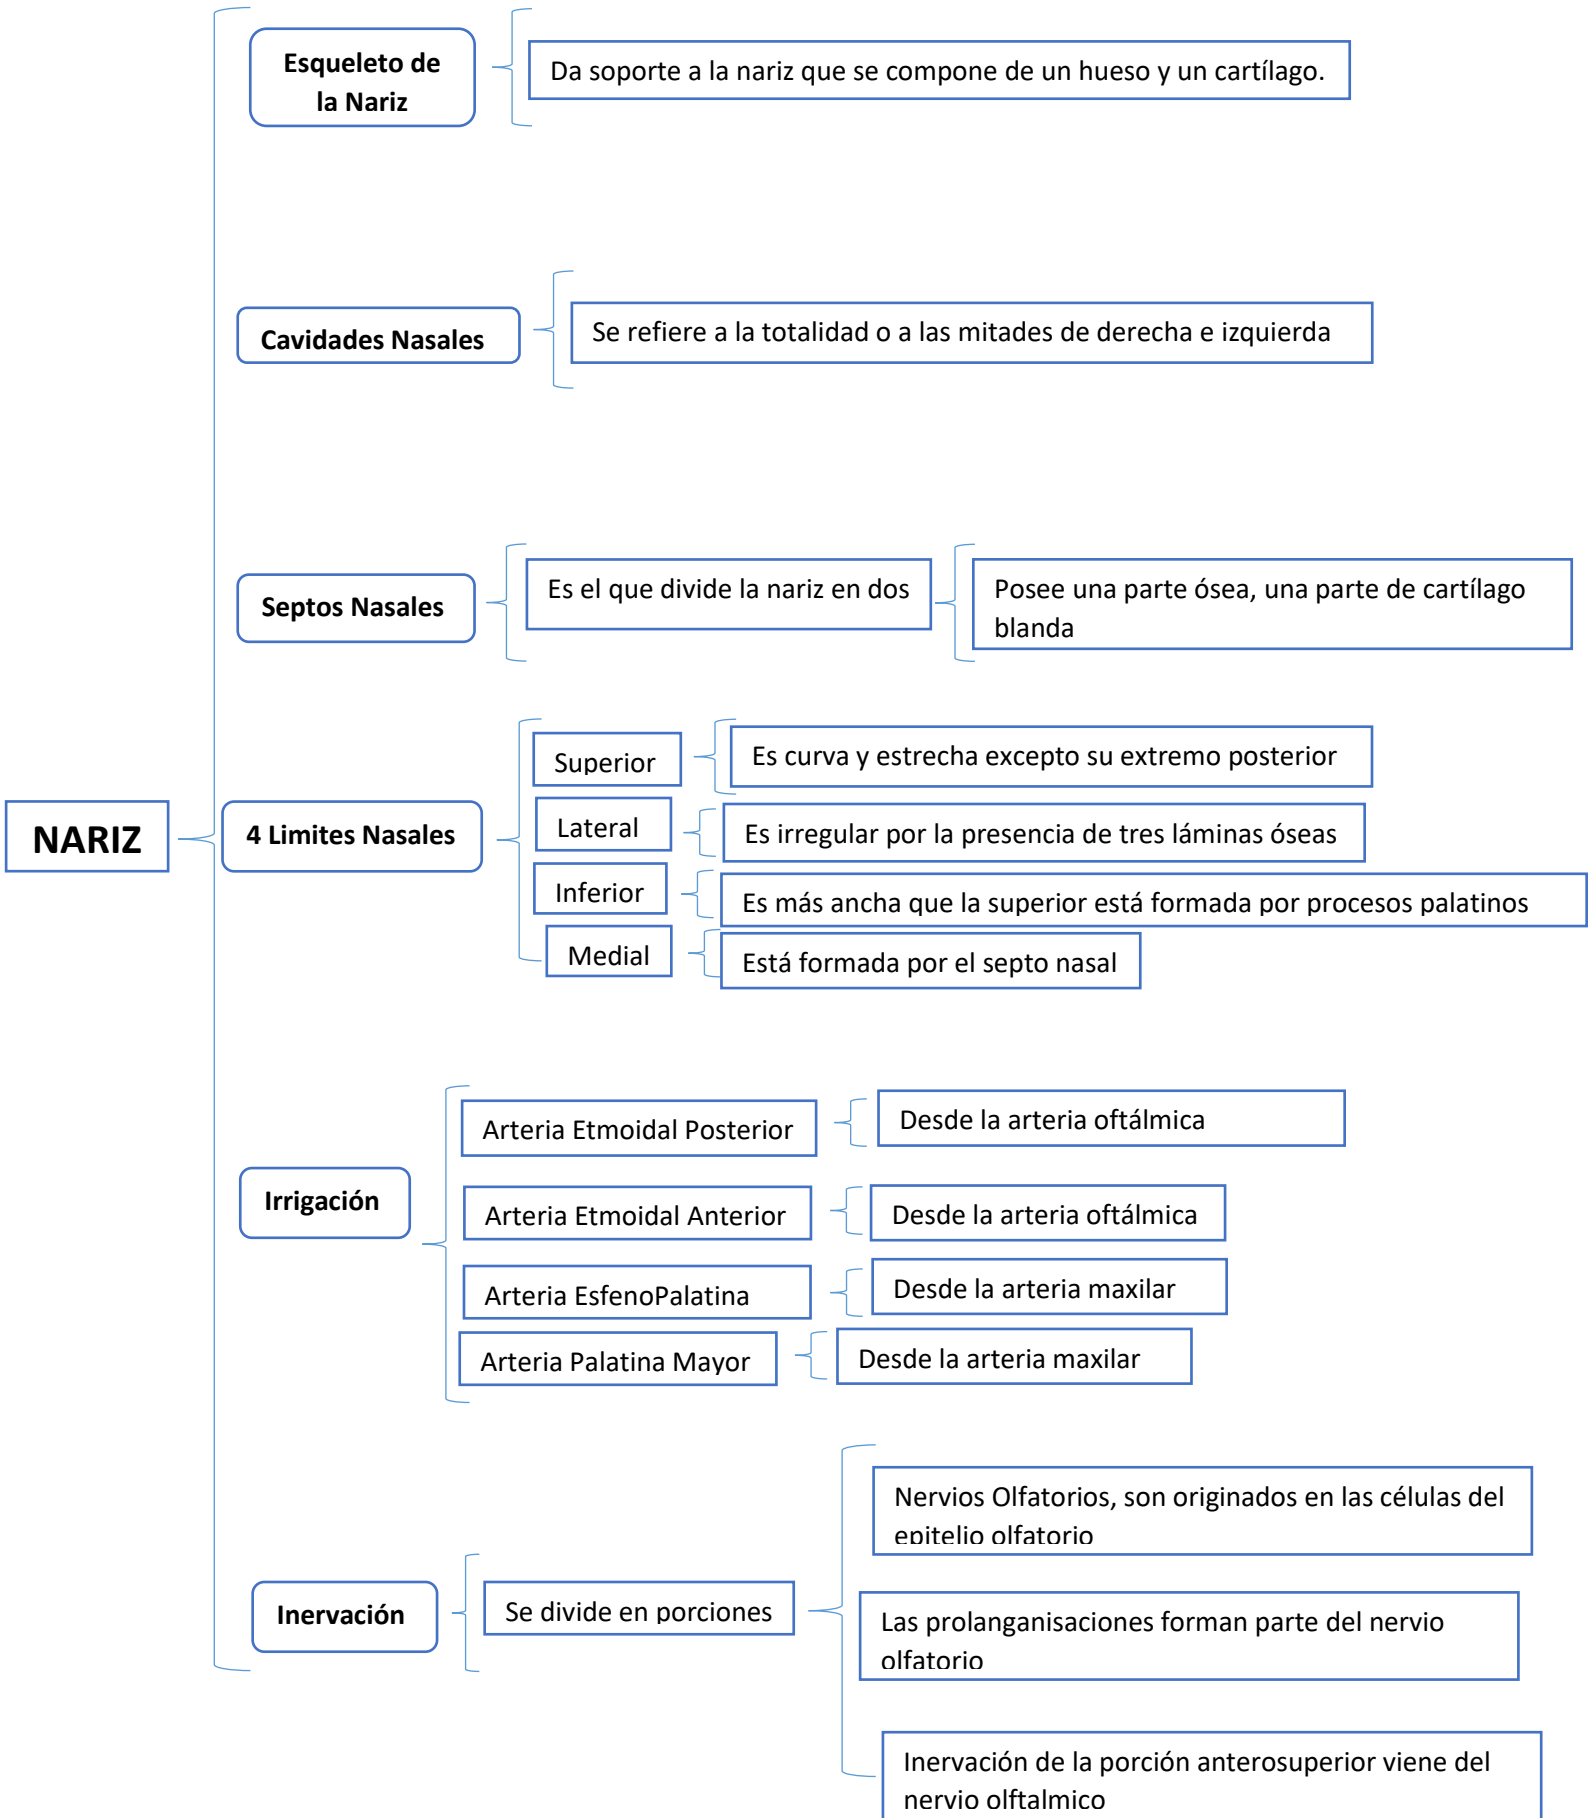 Esqueleto de
la Nariz
Da soporte a la nariz que se compone de un hueso y un cartílago.
Cavidades Nasales
Se refiere a la totalidad o a las mitades de derecha e izquierda
Septos Nasales
Es el que divide la nariz en dos
Posee una parte ósea, una parte de cartílago
blanda
NARIZ
4 Limites Nasales
Superior
Es curva y estrecha excepto su extremo posterior
Lateral
Es irregular por la presencia de tres láminas óseas
Inferior
Es más ancha que la superior está formada por procesos palatinos
Medial
Está formada por el septo nasal
Irrigación
Arteria Etmoidal Posterior
Desde la arteria oftálmica
Arteria Etmoidal Anterior
Desde la arteria oftálmica
Arteria EsfenoPalatina
Desde la arteria maxilar
Arteria Palatina Mayor
Desde la arteria maxilar
Inervación
Se divide en porciones
Nervios Olfatorios, son originados en las células del
epitelio olfatorio
Las prolanganisaciones forman parte del nervio
olfatorio
Inervación de la porción anterosuperior viene del
nervio olftalmico